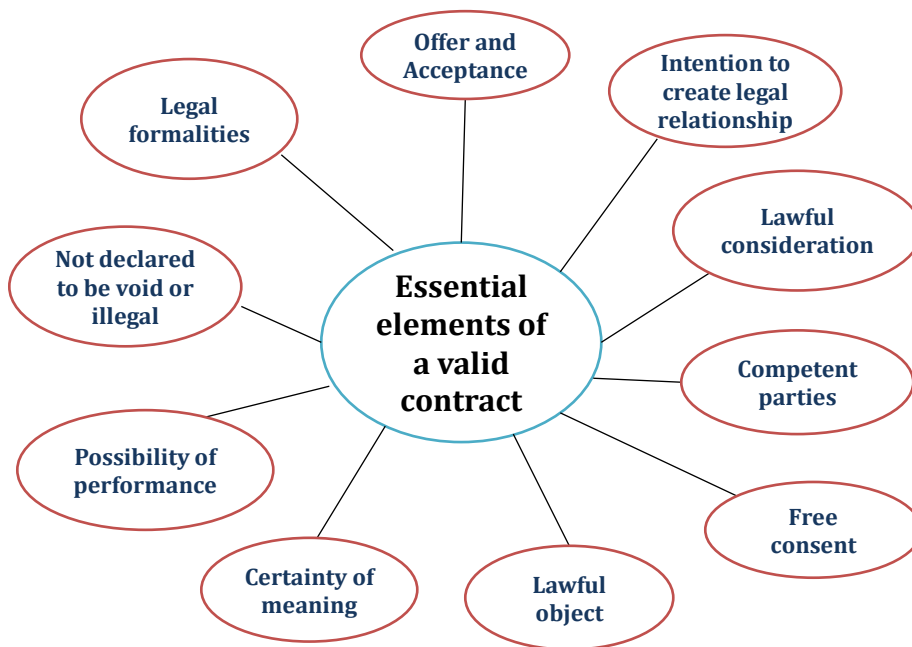 Offer and
Acceptance
Intention to
create legal
relationship
Legal
formalities
Lawful
consideration
Not declared
to be void or
illegal
Essential
elements of
a valid
contract
Competent
parties
Possibility of
performance
Free
consent
Certainty of
meaning
Lawful
object